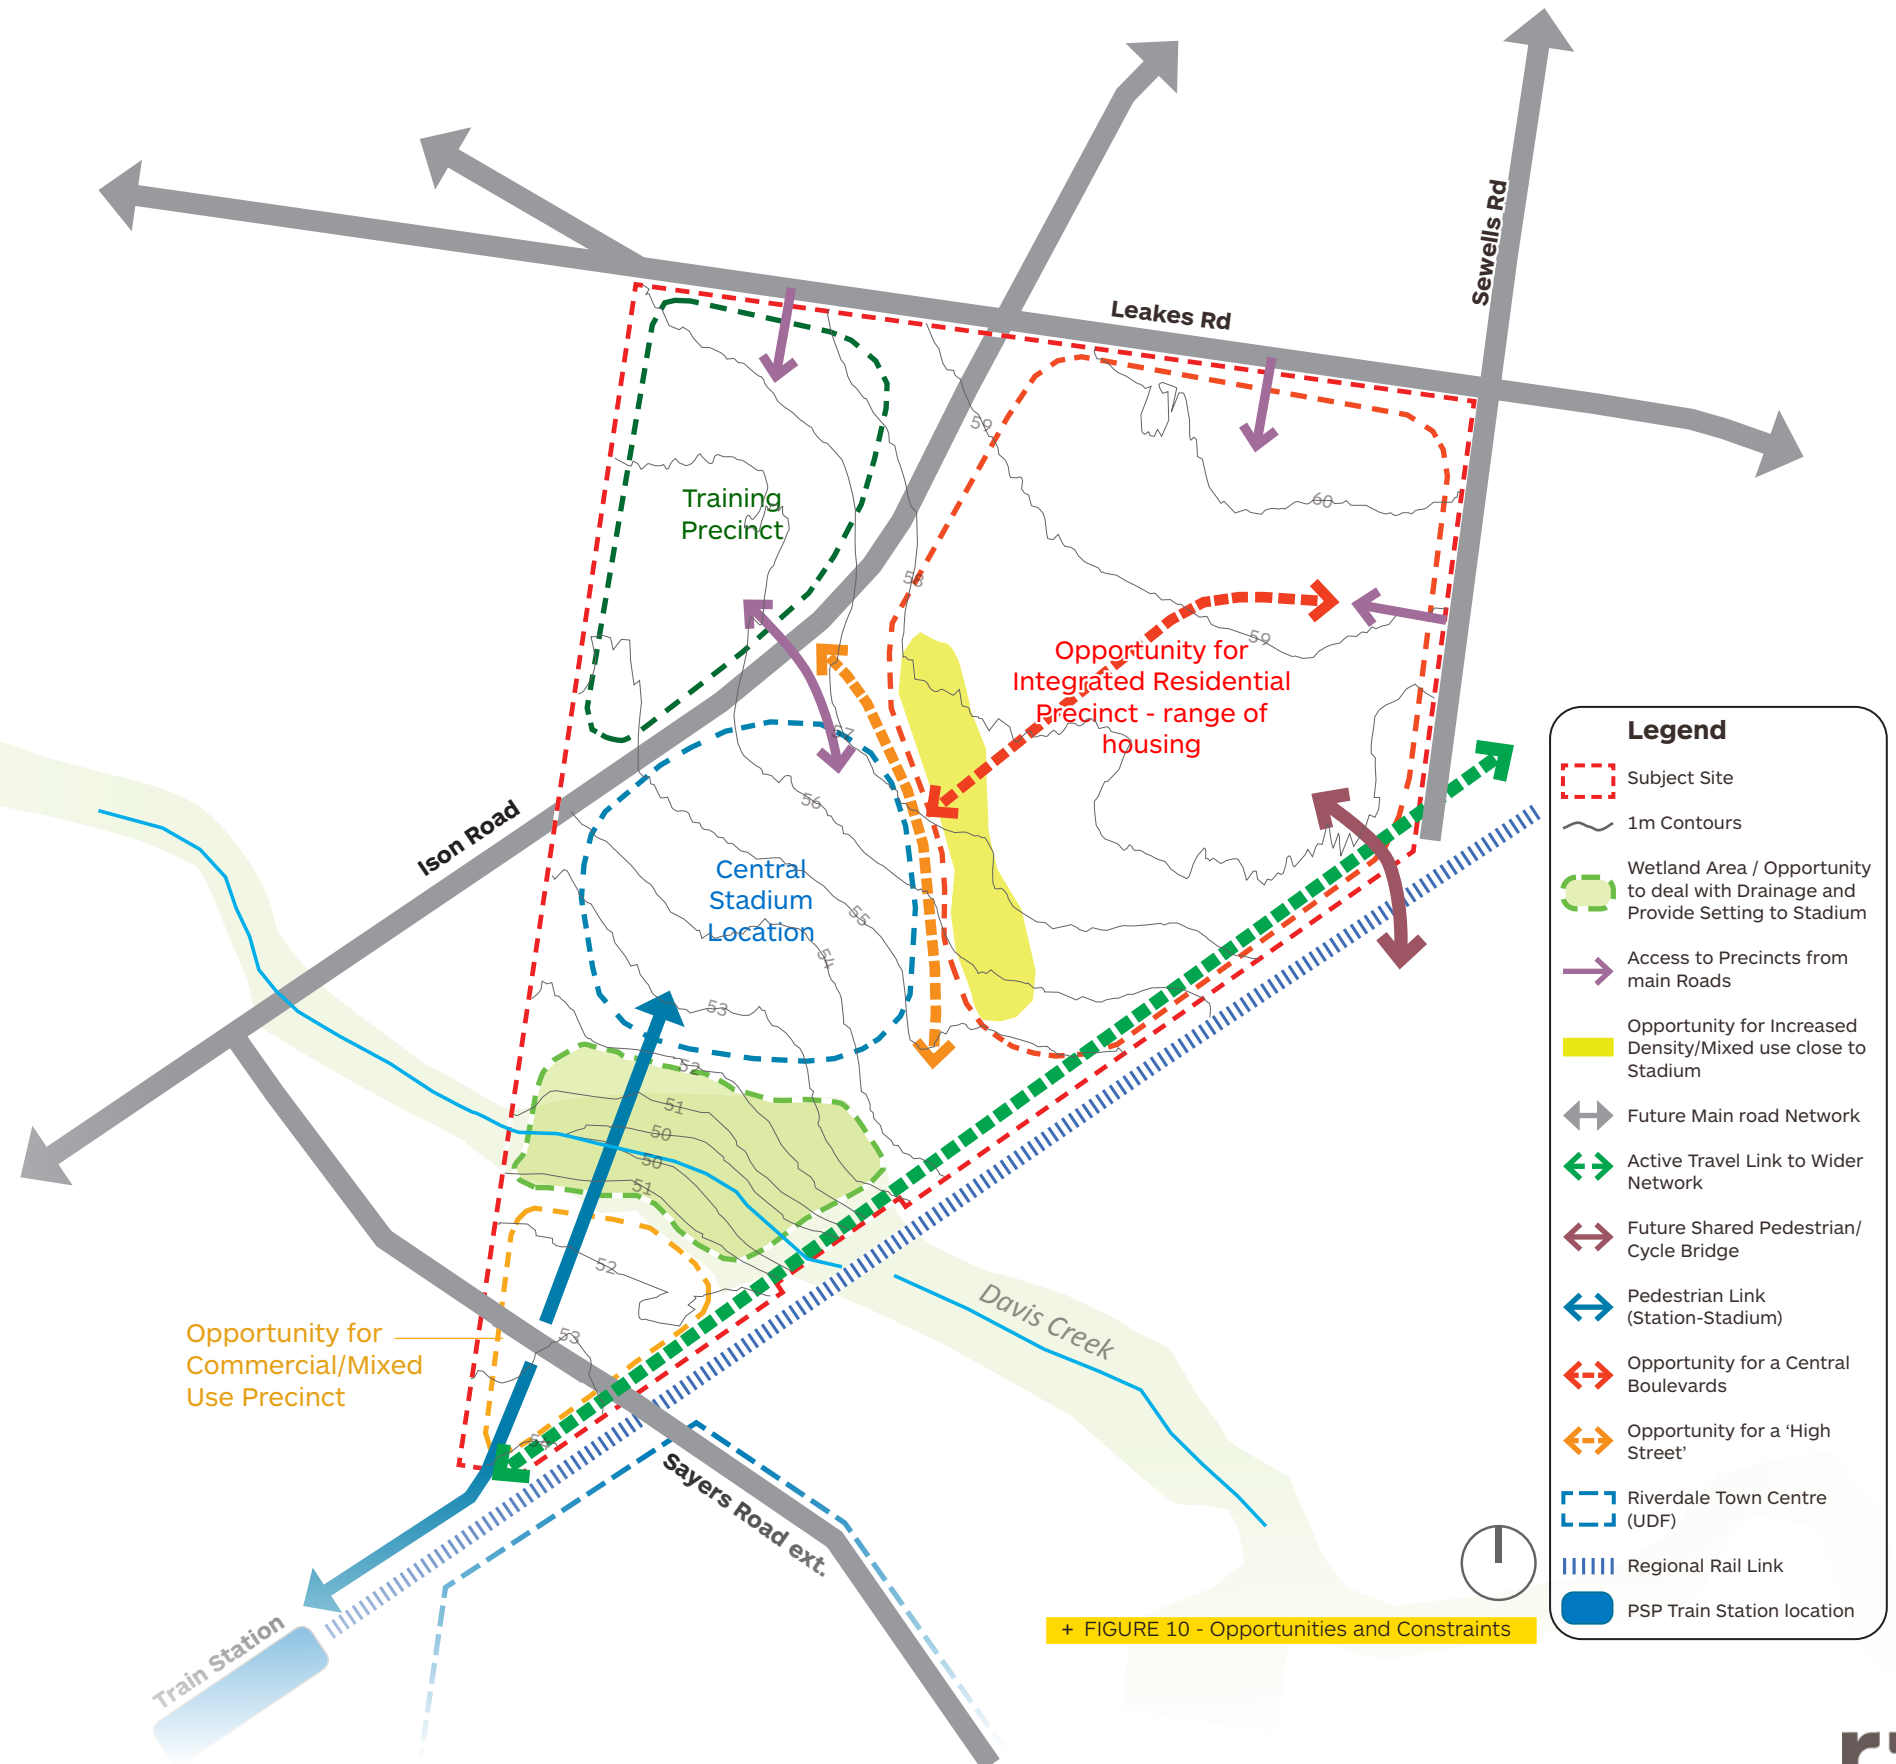 Sewells Rd
Leakes Rd
59
60
Training
Precinct
58
59
Opportunity for
Integrated Residential
Precinct - range of
housing
57
56
Ison Road
Central
Stadium
Location
55
54
53
52
51
50
50
51
52
53
Davis Creek
Opportunity for
Commercial/Mixed
Use Precinct
54
Sayers Road ext.
Train Station
Legend
Subject Site
1m Contours
Wetland Area / Opportunity
to deal with Drainage and
Provide Setting to Stadium
Access to Precincts from
main Roads
Opportunity for Increased
Density/Mixed use close to
Stadium
Future Main road Network
Active Travel Link to Wider
Network
Future Shared Pedestrian/
Cycle Bridge
Pedestrian Link
(Station-Stadium)
Opportunity for a Central
Boulevards
Opportunity for a ‘High
Street’
Riverdale Town Centre
(UDF)
Regional Rail Link
PSP Train Station location
+ FIGURE 10 - Opportunities and Constraints